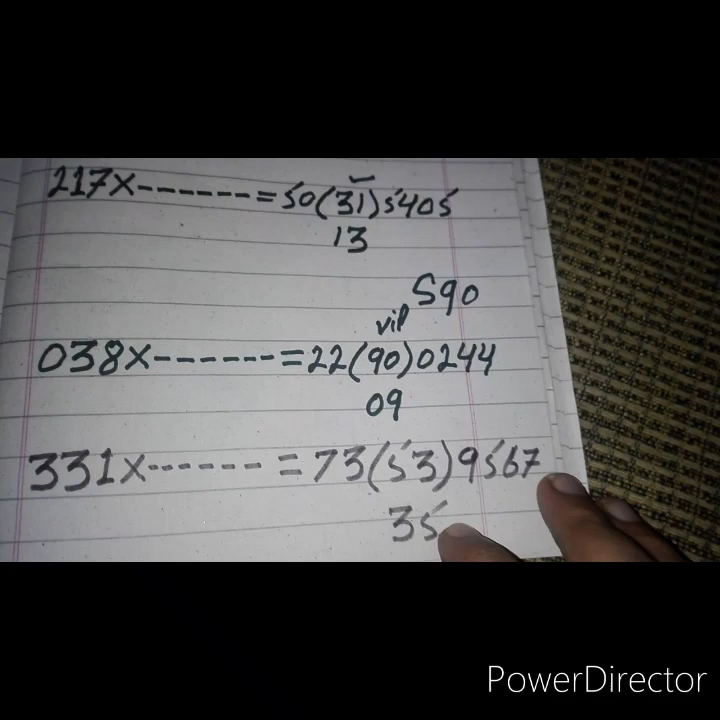 217x-------=50(31)5405
13
590
vip
038x-------=22(90)0244
09
331x------=73(53)9567
35
PowerDirector